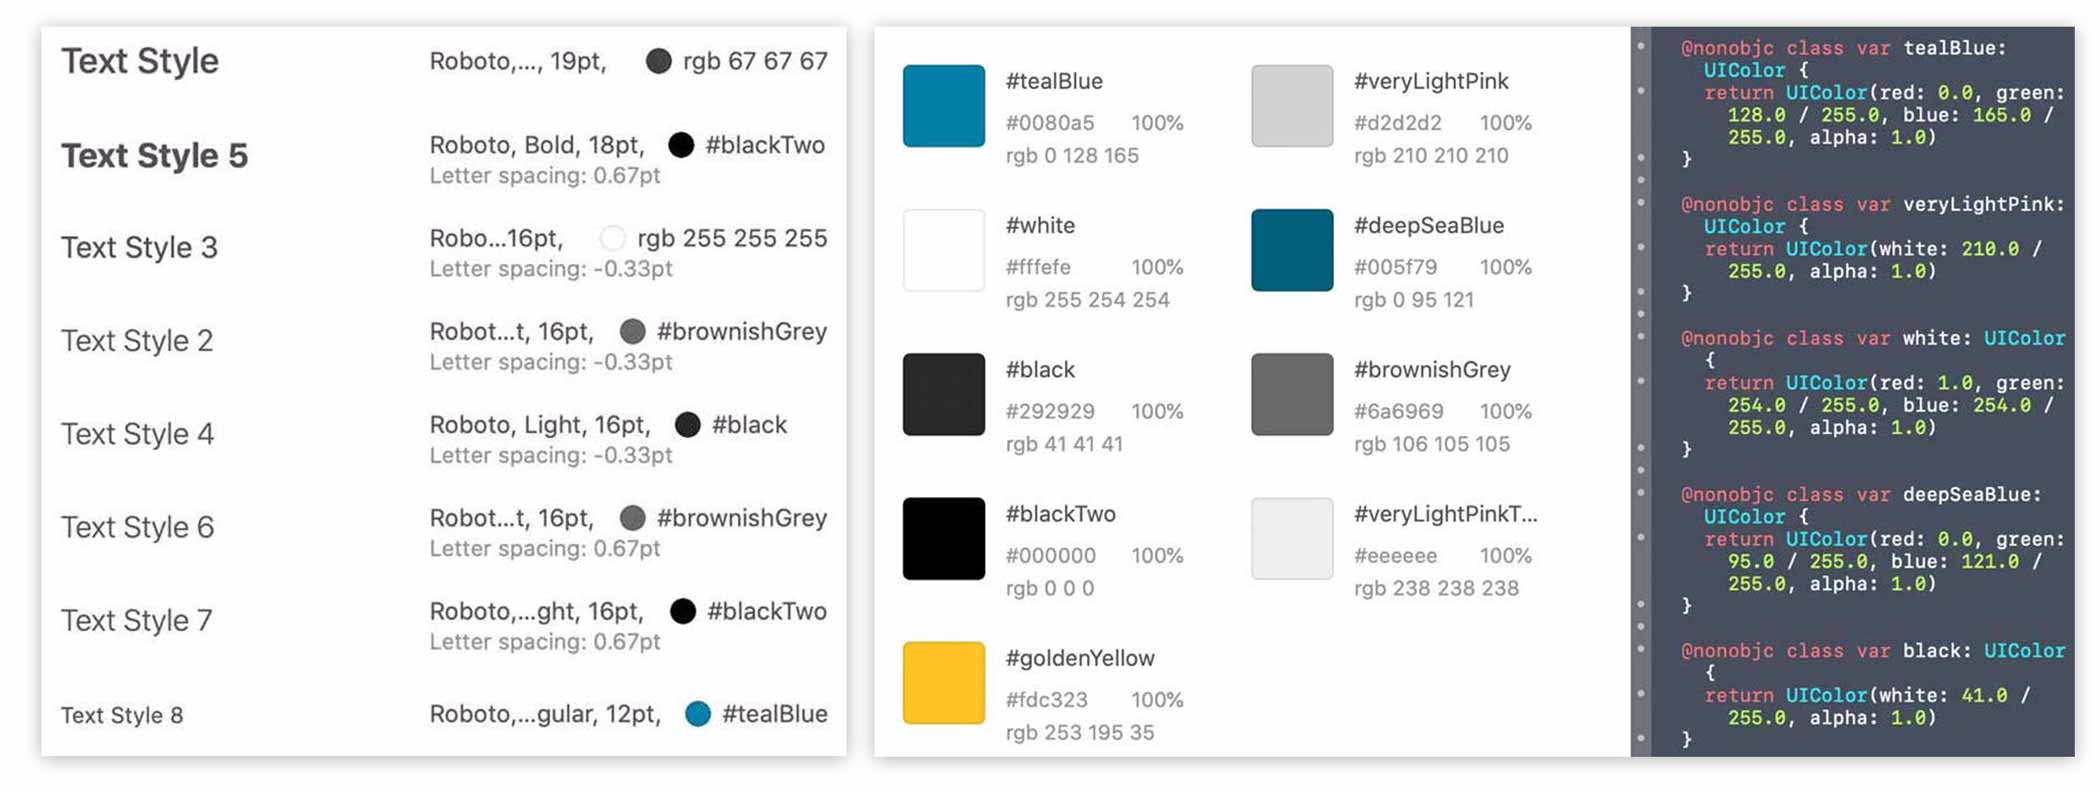 Text Style
Roboto,..., 19pt, rgb 67 67 67
Text Style 5
Roboto, Bold, 18pt, #blackTwo
Letter spacing: 0.67pt
Text Style 3
Robo...16pt, rgb 255 255 255
Letter spacing: -0.33pt
Text Style 2
Robot...t, 16pt, #brownishGrey
Letter spacing: -0.33pt
Text Style 4
Roboto, Light, 16pt, #black
Letter spacing: -0.33pt
Text Style 6
Robot...t, 16pt, #brownishGrey
Letter spacing: 0.67pt
Text Style 7
Roboto,...ght, 16pt, #blackTwo
Letter spacing: 0.67pt
Text Style 8
Roboto,...gular, 12pt, #tealBlue
#tealBlue
#0080a5 100%
rgb 0 128 165
#veryLightPink
#d2d2d2 100%
rgb 210 210 210
#white
#fffefe 100%
rgb 255 254 254
#deepSeaBlue
#005f79 100%
rgb 0 95 121
#black
#292929 100%
rgb 41 41 41
#brownishGrey
#6a6969 100%
rgb 106 105 105
#blackTwo
#000000 100%
rgb 0 0 0
#veryLightPinkT...
#eeeeee 100%
rgb 238 238 238
#goldenYellow
#fdc323 100%
rgb 253 195 35
@nonobjc class var tealBlue:
UIColor {
return UIColor(red: 0.0, green:
128.0 / 255.0, blue: 165.0 /
255.0, alpha: 1.0)
}
@nonobjc class var veryLightPink:
UIColor {
return UIColor(white: 210.0 /
255.0, alpha: 1.0)
}
@nonobjc class var white: UIColor
{
return UIColor(red: 1.0, green:
254.0 / 255.0, blue: 254.0 /
255.0, alpha: 1.0)
}
@nonobjc class var deepSeaBlue:
UIColor {
return UIColor(red: 0.0, green:
95.0 / 255.0, blue: 121.0 /
255.0, alpha: 1.0)
}
@nonobjc class var black: UIColor
{
return UIColor(white: 41.0 /
255.0, alpha: 1.0)
}